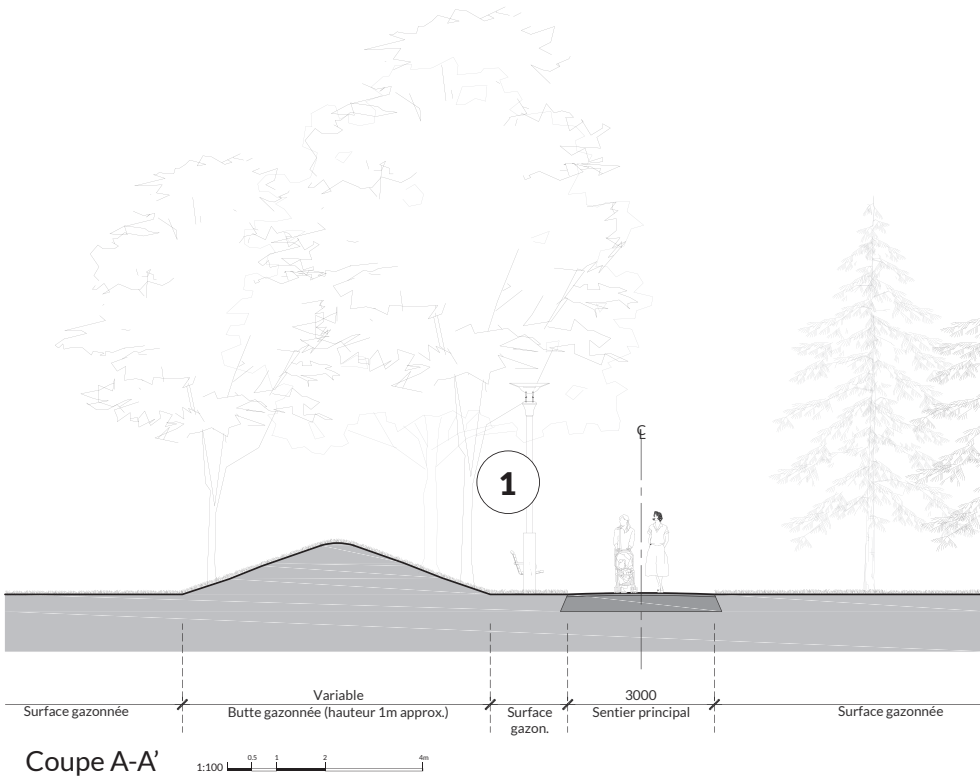 ℄
1
Variable
3000
Surface gazonnée
Butte gazonnée (hauteur 1m approx.)
Surface
gazon.
Sentier principal
Surface gazonnée
Coupe A-A’
1:100
0.5 1 2 4m